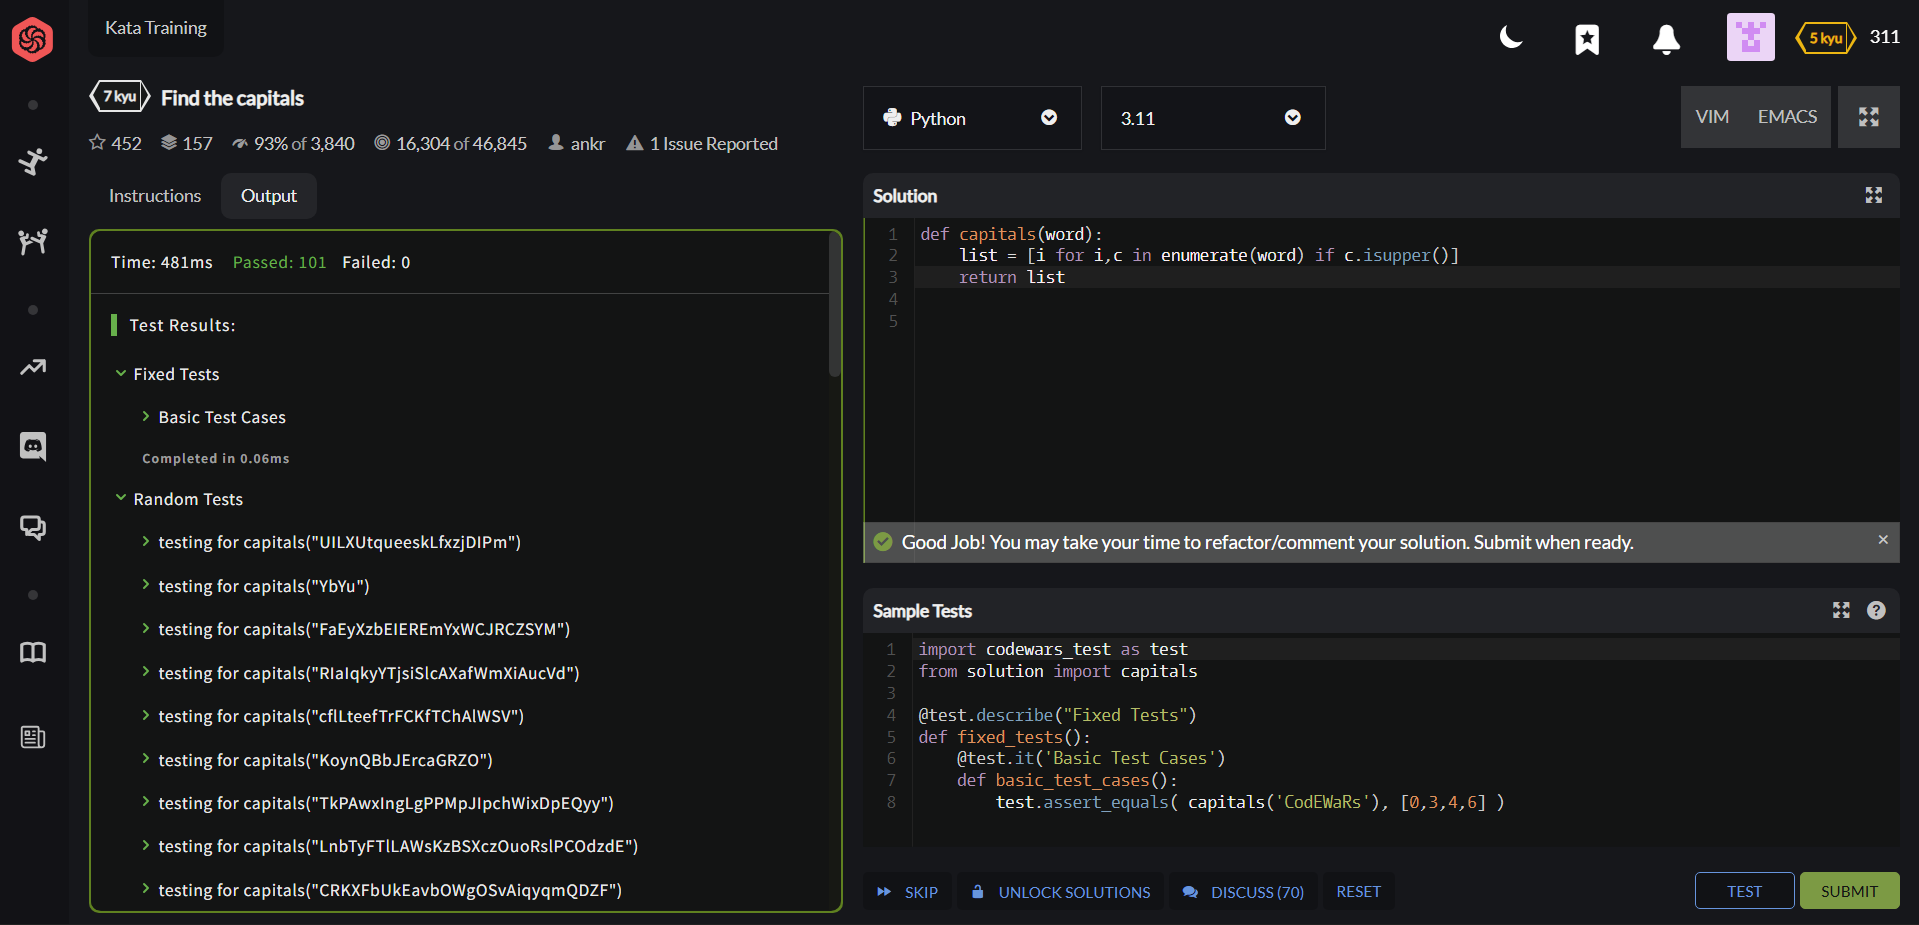 Kata Training
5 kyu 311
7 kyu Find the capitals
452 157 93% of 3,840 16,304 of 46,845 ankr 1 Issue Reported
Python 3.11 VIM EMACS
Instructions Output
Time: 481ms Passed: 101 Failed: 0
Test Results:
Fixed Tests
Basic Test Cases
Completed in 0.06ms
Random Tests
testing for capitals("UILXUtqueeskLfxzjDIPm")
testing for capitals("YbYu")
testing for capitals("FaEyXzbEIEREmYxWCJRCZSYM")
testing for capitals("RIaIqkyYTjsiSlcAXafWmXiAucVd")
testing for capitals("cflLteefTrFCKfTChAlWSV")
testing for capitals("KoynQBbJErcaGRZO")
testing for capitals("TkPAwxIngLgPPMpJIpchWixDpEQyy")
testing for capitals("LnbTyFTlLAWsKzBSXczOuoRslPCOdzdE")
testing for capitals("CRKXFbUkEavbOWgOSvAiqyqmQDZF")
Solution
1 def capitals(word):
2     list = [i for i,c in enumerate(word) if c.isupper()]
3     return list
4
5
Good Job! You may take your time to refactor/comment your solution. Submit when ready.
Sample Tests
1 import codewars_test as test
2 from solution import capitals
3
4 @test.describe("Fixed Tests")
5 def fixed_tests():
6     @test.it('Basic Test Cases')
7     def basic_test_cases():
8         test.assert_equals( capitals('CodEWaRs'), [0,3,4,6] )
SKIP UNLOCK SOLUTIONS DISCUSS (70) RESET TEST SUBMIT